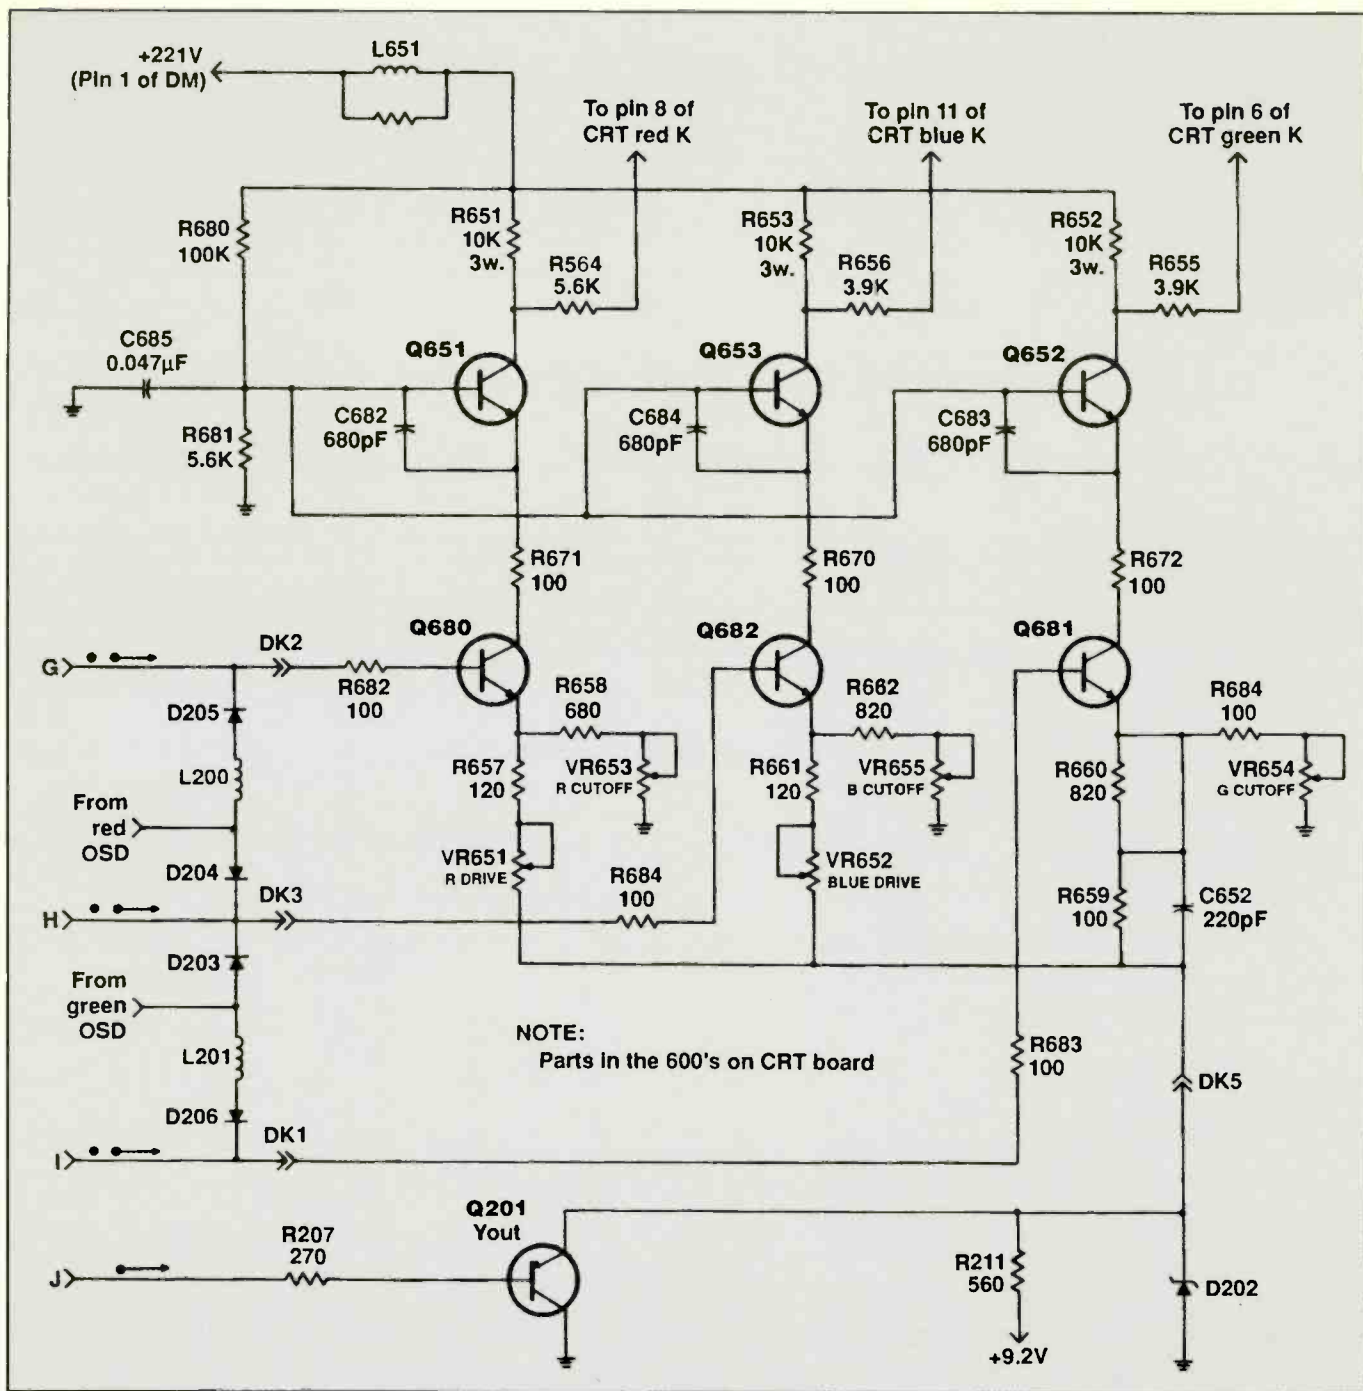 +221V
(Pin 1 of DM)
L651
To pin 8 of
CRT red K
To pin 11 of
CRT blue K
To pin 6 of
CRT green K
R680
100K
R651
10K
3w.
R564
5.6K
R653
10K
3w.
R656
3.9K
R652
10K
3w.
R655
3.9K
C685
0.047µF
Q651
Q653
Q652
R681
5.6K
C682
680pF
C684
680pF
C683
680pF
R671
100
R670
100
R672
100
G
DK2
R682
100
Q680
R658
680
Q682
R662
820
Q681
R684
100
D205
L200
R657
120
VR653
R CUTOFF
R661
120
VR655
B CUTOFF
R660
820
VR654
G CUTOFF
From
red
OSD
D204
VR651
R DRIVE
VR652
BLUE DRIVE
H
DK3
R684
100
R659
100
C652
220pF
D203
From
green
OSD
L201
NOTE:
Parts in the 600's on CRT board
R683
100
DK5
D206
I
DK1
Q201
Yout
J
R207
270
R211
560
D202
+9.2V